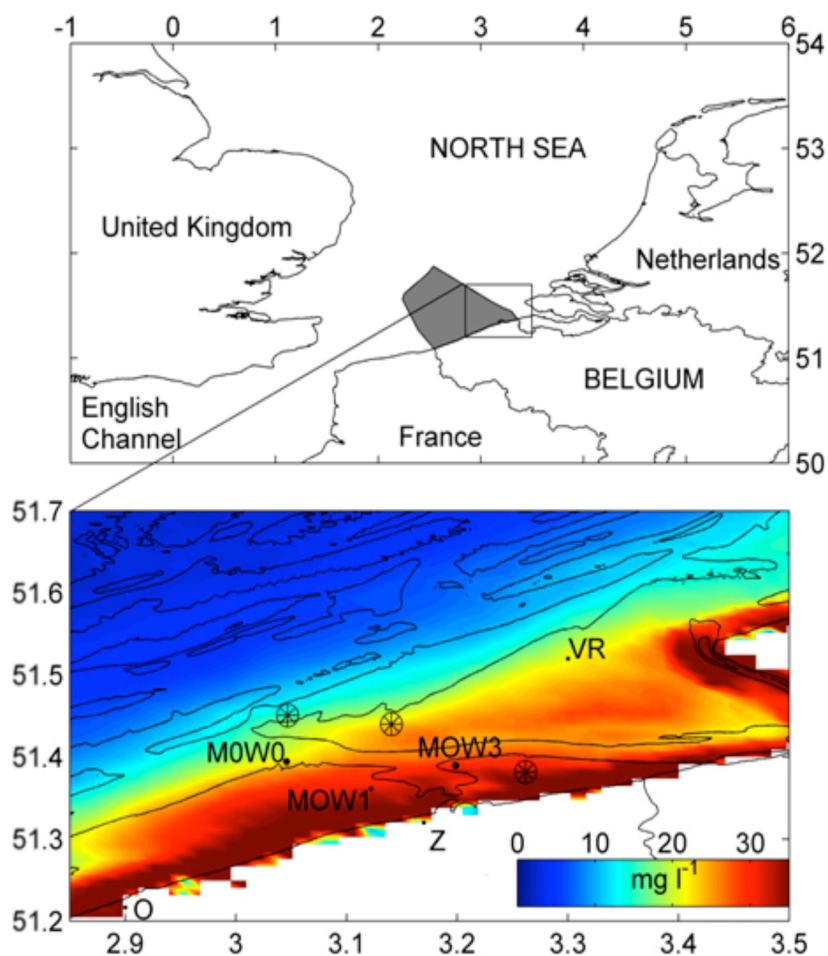 -1 0 1 2 3 4 5 6
54
53
52
51
50
NORTH SEA
United Kingdom
Netherlands
BELGIUM
English
Channel
France
51.7
51.6
51.5
51.4
51.3
51.2
VR
M0W0
MOW3
MOW1
Z
O
0 10 20 30
mg l-1
2.9 3 3.1 3.2 3.3 3.4 3.5